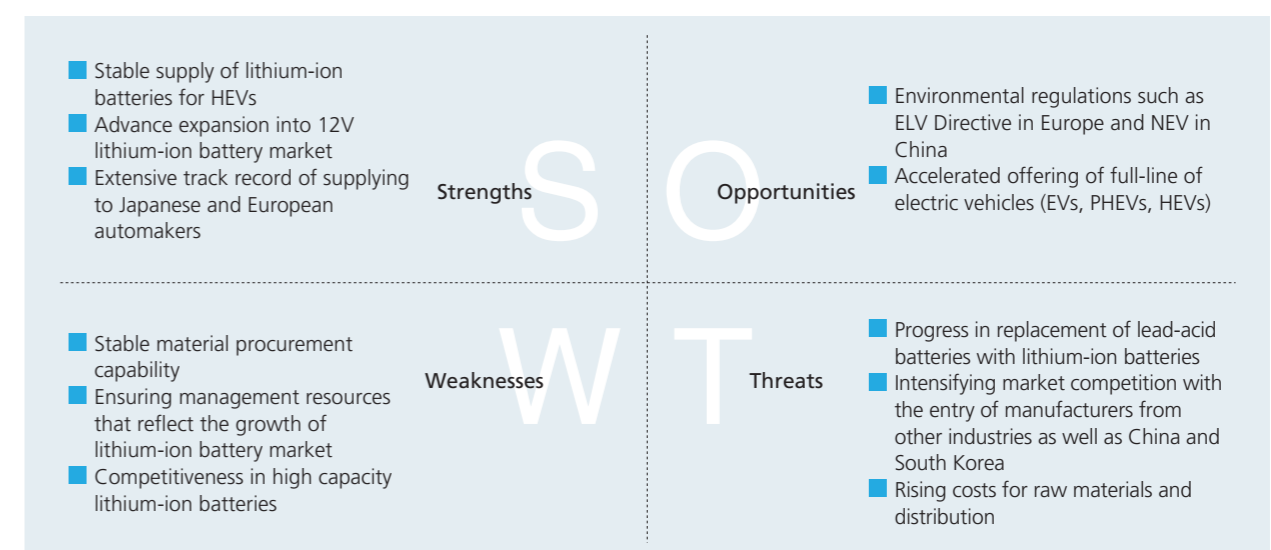 Stable supply of lithium-ion
batteries for HEVs
Advance expansion into 12V
lithium-ion battery market
Extensive track record of supplying
to Japanese and European
automakers
Strengths
S
O
Opportunities
Environmental regulations such as
ELV Directive in Europe and NEV in
China
Accelerated offering of full-line of
electric vehicles (EVs, PHEVs, HEVs)
Stable material procurement
capability
Ensuring management resources
that reflect the growth of
lithium-ion battery market
Competitiveness in high capacity
lithium-ion batteries
Weaknesses
W
T
Threats
Progress in replacement of lead-acid
batteries with lithium-ion batteries
Intensifying market competition with
the entry of manufacturers from
other industries as well as China and
South Korea
Rising costs for raw materials and
distribution